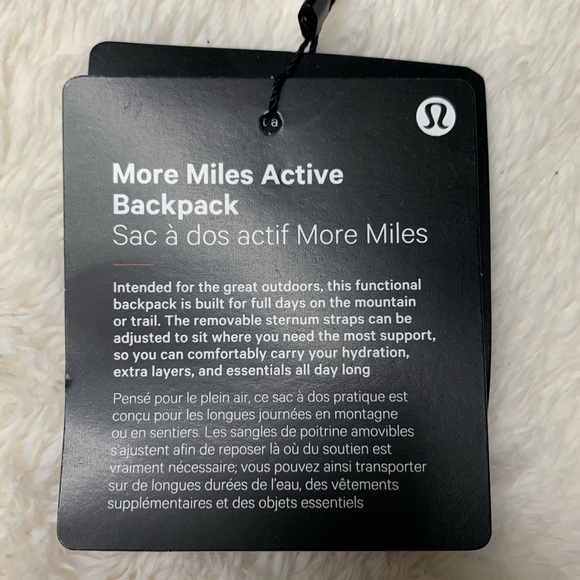 More Miles Active
Backpack
Sac à dos actif More Miles
Intended for the great outdoors, this functional
backpack is built for full days on the mountain
or trail. The removable sternum straps can be
adjusted to sit where you need the most support,
so you can comfortably carry your hydration,
extra layers, and essentials all day long
Pensé pour le plein air, ce sac à dos pratique est
conçu pour les longues journées en montagne
ou en sentiers. Les sangles de poitrine amovibles
s'ajustent afin de reposer là où du soutien est
vraiment nécessaire; vous pouvez ainsi transporter
sur de longues durées de l'eau, des vêtements
supplémentaires et des objets essentiels